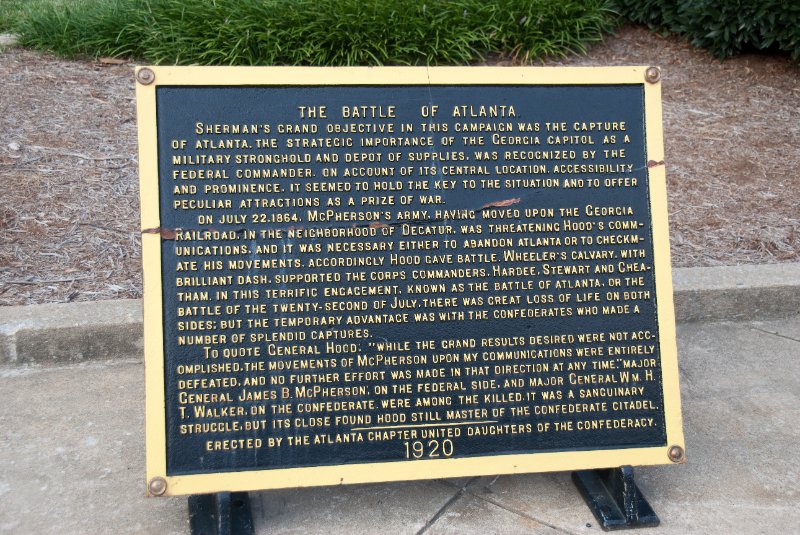 THE BATTLE OF ATLANTA.
SHERMAN'S GRAND OBJECTIVE IN THIS CAMPAIGN WAS THE CAPTURE
OF ATLANTA. THE STRATEGIC IMPORTANCE OF THE GEORGIA CAPITOL AS A
MILITARY STRONGHOLD AND DEPOT OF SUPPLIES, WAS RECOGNIZED BY THE
FEDERAL COMMANDER. ON ACCOUNT OF ITS CENTRAL LOCATION, ACCESSIBILITY
AND PROMINENCE, IT SEEMED TO HOLD THE KEY TO THE SITUATION AND TO OFFER
PECULIAR ATTRACTIONS AS A PRIZE OF WAR.
ON JULY 22, 1864, MCPHERSON'S ARMY, HAVING MOVED UPON THE GEORGIA
RAILROAD, IN THE NEIGHBORHOOD OF DECATUR, WAS THREATENING HOOD'S COMM-
UNICATIONS, AND IT WAS NECESSARY EITHER TO ABANDON ATLANTA OR TO CHECKM-
ATE HIS MOVEMENTS. ACCORDINGLY HOOD GAVE BATTLE. WHEELER'S CALVARY, WITH
BRILLIANT DASH, SUPPORTED THE CORPS COMMANDERS, HARDEE, STEWART AND CHEA-
THAM. IN THIS TERRIFIC ENGAGEMENT, KNOWN AS THE BATTLE OF ATLANTA, OR THE
BATTLE OF THE TWENTY-SECOND OF JULY, THERE WAS GREAT LOSS OF LIFE ON BOTH
SIDES; BUT THE TEMPORARY ADVANTAGE WAS WITH THE CONFEDERATES WHO MADE A
NUMBER OF SPLENDID CAPTURES.
TO QUOTE GENERAL HOOD: "WHILE THE GRAND RESULTS DESIRED WERE NOT ACC-
OMPLISHED, THE MOVEMENTS OF MCPHERSON UPON MY COMMUNICATIONS WERE ENTIRELY
DEFEATED, AND NO FURTHER EFFORT WAS MADE IN THAT DIRECTION AT ANY TIME." MAJOR
GENERAL JAMES B. MCPHERSON, ON THE FEDERAL SIDE, AND MAJOR GENERAL WM. H.
T. WALKER, ON THE CONFEDERATE, WERE AMONG THE KILLED. IT WAS A SANGUINARY
STRUGGLE, BUT ITS CLOSE FOUND HOOD STILL MASTER OF THE CONFEDERATE CITADEL.
ERECTED BY THE ATLANTA CHAPTER UNITED DAUGHTERS OF THE CONFEDERACY.
1920